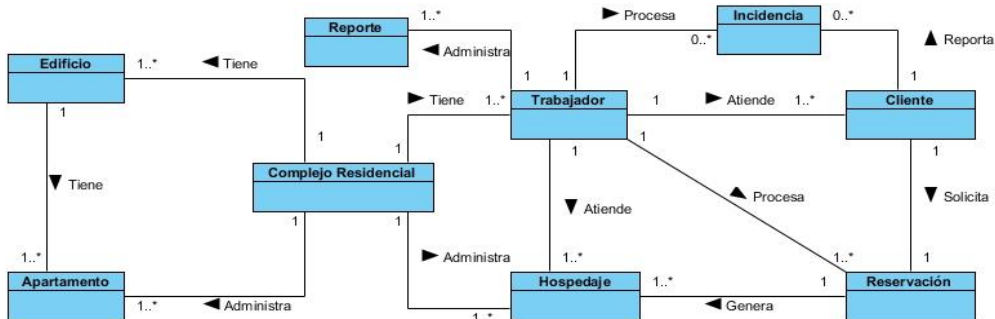 1..*
Procesa
Incidencia
0..*
Reporte
0..*
Reporta
Administra
Edificio
1..*
Tiene
1
1
1
Tiene
1..*
Trabajador
1
Atiende
1..*
Cliente
1
1
1
1
1
Complejo Residencial
Tiene
Atiende
Procesa
Solicita
1
1
1..*
Administra
1..*
1..*
1
Apartamento
Hospedaje
1..*
1
Reservación
1..*
Administra
Genera
1..*